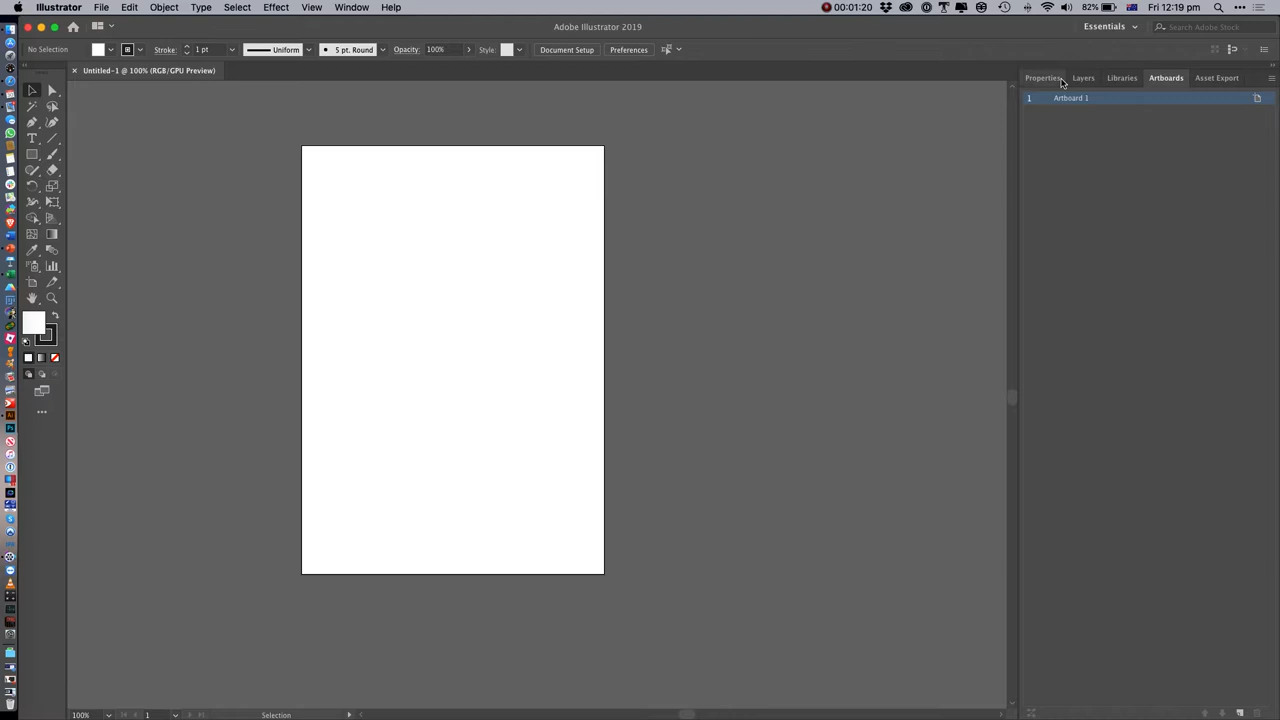 Illustrator File Edit Object Type Select Effect View Window Help
00:01:20 82% Fri 12:19 pm
Adobe Illustrator 2019
Essentials
Search Adobe Stock
No Selection Stroke: 1 pt Uniform 5 pt. Round Opacity: 100% Style: Document Setup Preferences
Untitled-1 @ 100% (RGB/GPU Preview)
Properties Layers Libraries Artboards Asset Export
1 Artboard 1
100% 1 Selection